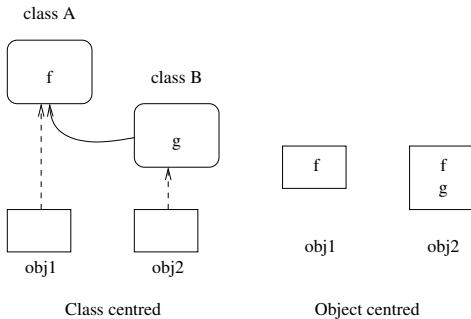 class A
f
class B
g
obj1
obj2
Class centred
f
f
g
obj1
obj2
Object centred